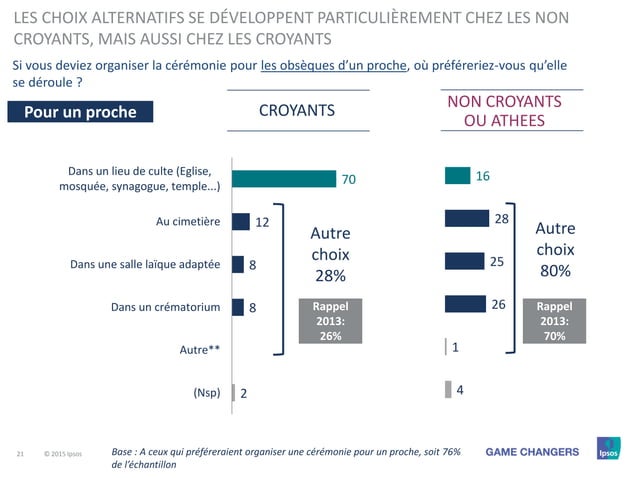 LES CHOIX ALTERNATIFS SE DÉVELOPPENT PARTICULIÈREMENT CHEZ LES NON
CROYANTS, MAIS AUSSI CHEZ LES CROYANTS
Si vous deviez organiser la cérémonie pour les obsèques d'un proche, où préféreriez-vous qu'elle
se déroule ?
Pour un proche
CROYANTS
NON CROYANTS
OU ATHEES
Dans un lieu de culte (Eglise,
mosquée, synagogue, temple...)
70
16
Au cimetière
12
28
Dans une salle laïque adaptée
8
25
Dans un crématorium
8
26
Autre**
1
(Nsp)
2
4
Autre
choix
28%
Rappel
2013:
26%
Autre
choix
80%
Rappel
2013:
70%
21
© 2015 Ipsos
Base : A ceux qui préféreraient organiser une cérémonie pour un proche, soit 76%
de l'échantillon
GAME CHANGERS
Ipsos